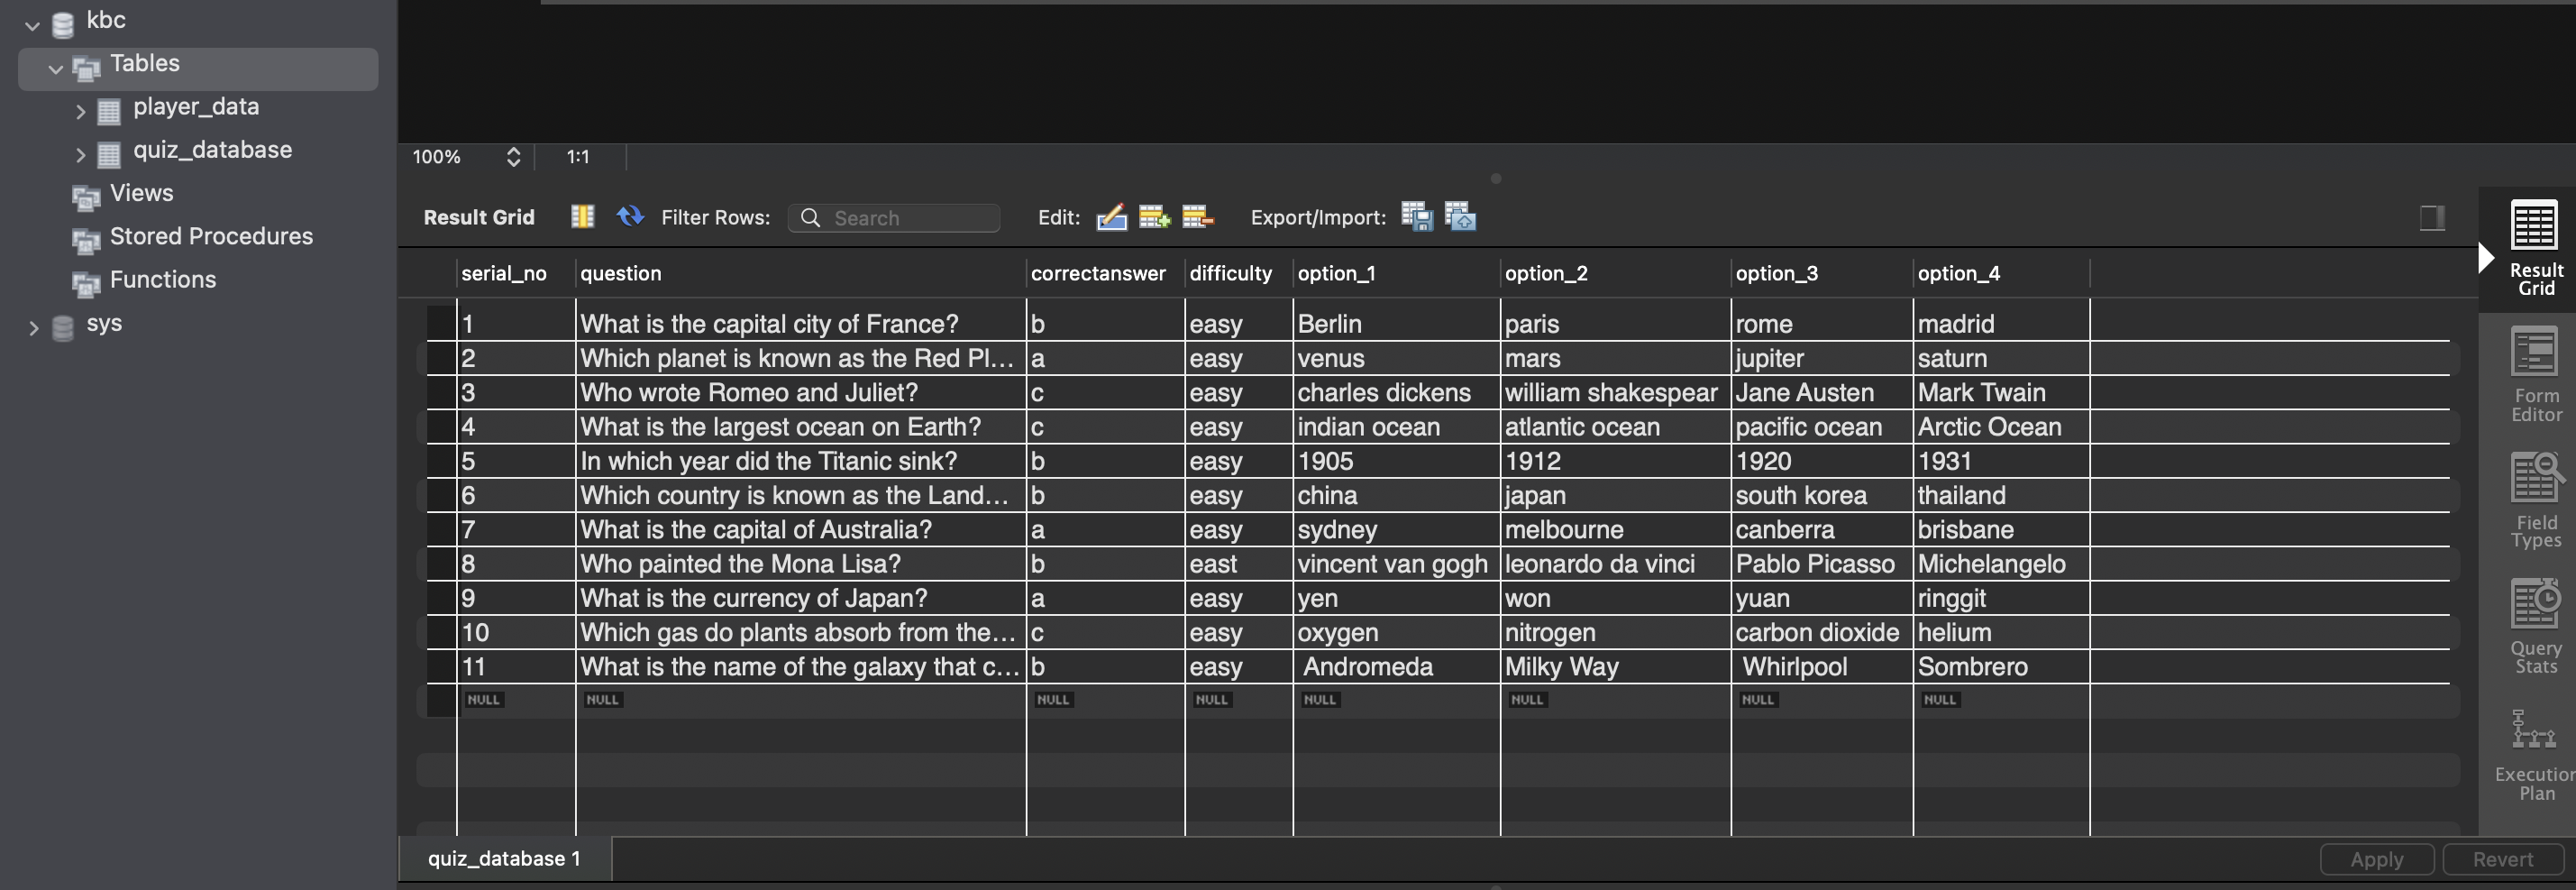 kbc
Tables
player_data
quiz_database
Views
Stored Procedures
Functions
sys
100% 1:1
Result Grid Filter Rows: Search Edit: Export/Import:
serial_no question correctanswer difficulty option_1 option_2 option_3 option_4
1 What is the capital city of France? b easy Berlin paris rome madrid
2 Which planet is known as the Red Pl... a easy venus mars jupiter saturn
3 Who wrote Romeo and Juliet? c easy charles dickens william shakespear Jane Austen Mark Twain
4 What is the largest ocean on Earth? c easy indian ocean atlantic ocean pacific ocean Arctic Ocean
5 In which year did the Titanic sink? b easy 1905 1912 1920 1931
6 Which country is known as the Land... b easy china japan south korea thailand
7 What is the capital of Australia? a easy sydney melbourne canberra brisbane
8 Who painted the Mona Lisa? b east vincent van gogh leonardo da vinci Pablo Picasso Michelangelo
9 What is the currency of Japan? a easy yen won yuan ringgit
10 Which gas do plants absorb from the... c easy oxygen nitrogen carbon dioxide helium
11 What is the name of the galaxy that c... b easy Andromeda Milky Way Whirlpool Sombrero
NULL NULL NULL NULL NULL NULL NULL NULL
Result
Grid
Form
Editor
Field
Types
Query
Stats
Execution
Plan
quiz_database 1
Apply Revert